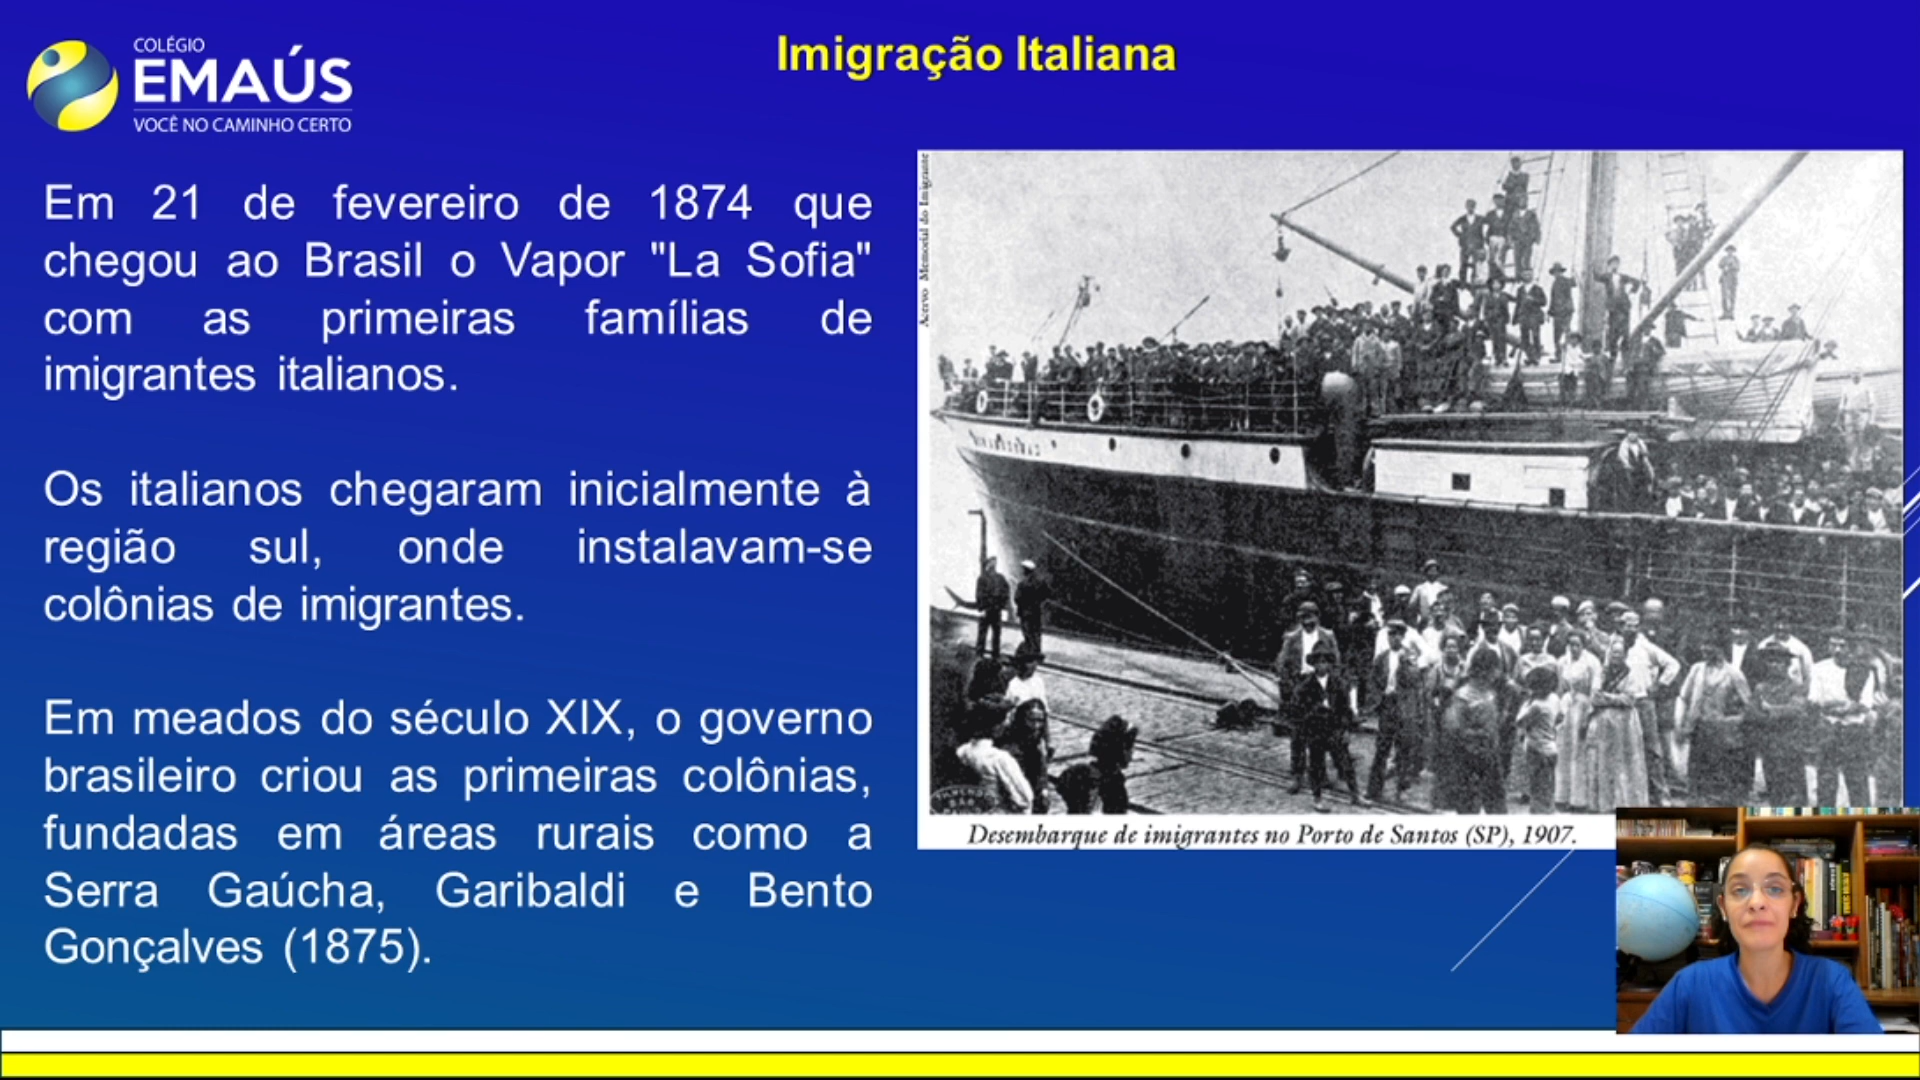 COLÉGIO
EMAÚS
VOCÊ NO CAMINHO CERTO
Imigração Italiana
Em 21 de fevereiro de 1874 que
chegou ao Brasil o Vapor "La Sofia"
com as primeiras famílias de
imigrantes italianos.
Os italianos chegaram inicialmente à
região sul, onde instalavam-se
colônias de imigrantes.
Em meados do século XIX, o governo
brasileiro criou as primeiras colônias,
fundadas em áreas rurais como a
Serra Gaúcha, Garibaldi e Bento
Gonçalves (1875).
Acervo Memorial do Imigrante
Desembarque de imigrantes no Porto de Santos (SP), 1907.